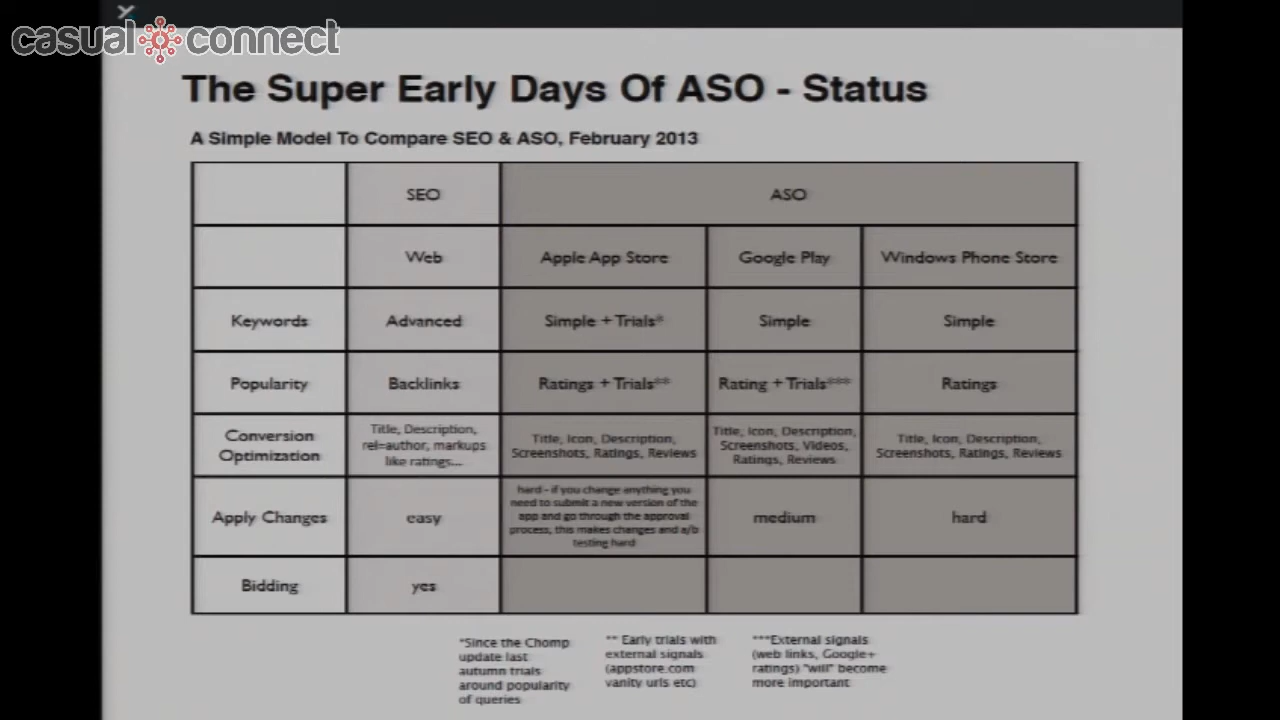 casual connect
The Super Early Days Of ASO - Status
A Simple Model To Compare SEO & ASO, February 2013
SEO
ASO
Web
Apple App Store
Google Play
Windows Phone Store
Keywords
Advanced
Simple + Trials*
Simple
Simple
Popularity
Backlinks
Ratings + Trials**
Rating + Trials***
Ratings
Conversion
Optimization
Title, Description,
rel=author, markups
like ratings...
Title, Icon, Description,
Screenshots, Ratings, Reviews
Title, Icon, Description,
Screenshots, Videos,
Ratings, Reviews
Title, Icon, Description,
Screenshots, Ratings, Reviews
Apply Changes
easy
hard - if you change anything you
need to submit a new version of the
app and go through the approval
process, this makes changes and a/b
testing hard
medium
hard
Bidding
yes
*Since the Chomp
update last
autumn trials
around popularity
of queries
** Early trials with
external signals
(appstore.com
vanity urls etc)
***External signals
(web links, Google+
ratings) "will" become
more important